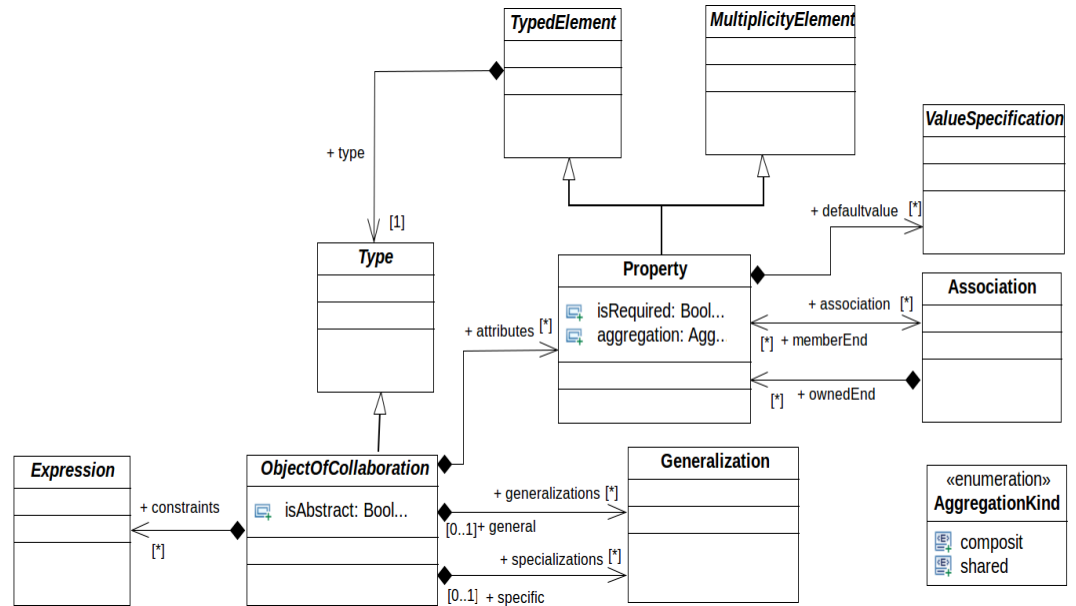 TypedElement
MultiplicityElement
ValueSpecification
+ type
[1]
+ defaultvalue
[*]
Type
Property
isRequired: Bool...
aggregation: Agg..
Association
+ association
[*]
[*]
+ memberEnd
+ attributes
[*]
[*]
+ ownedEnd
Expression
ObjectOfCollaboration
isAbstract: Bool...
Generalization
«enumeration»
AggregationKind
composit
shared
+ constraints
[*]
+ generalizations
[*]
[0..1]
+ general
+ specializations
[*]
[0..1]
+ specific